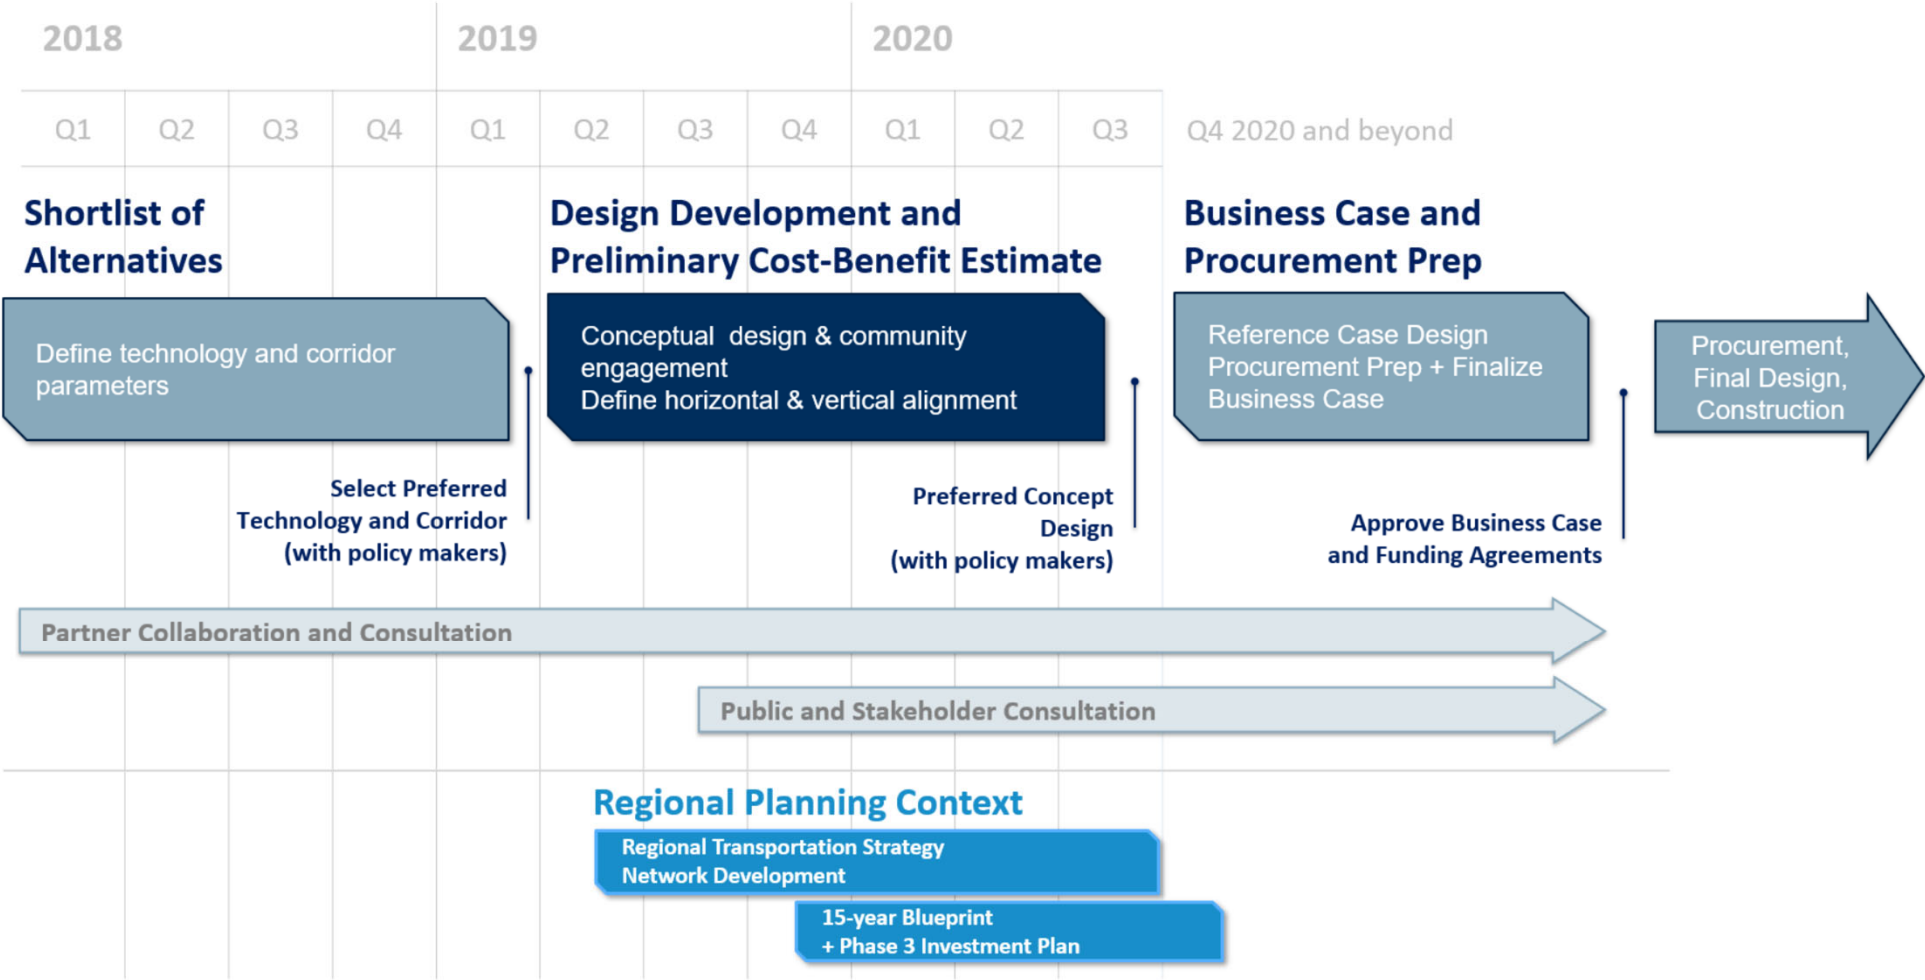 2018
2019
2020
Q1
Q2
Q3
Q4
Q1
Q2
Q3
Q4
Q1
Q2
Q3
Q4 2020 and beyond
Shortlist of
Alternatives
Design Development and
Preliminary Cost-Benefit Estimate
Business Case and
Procurement Prep
Define technology and corridor
parameters
Conceptual design & community
engagement
Define horizontal & vertical alignment
Reference Case Design
Procurement Prep + Finalize
Business Case
Procurement,
Final Design,
Construction
Select Preferred
Technology and Corridor
(with policy makers)
Preferred Concept
Design
(with policy makers)
Approve Business Case
and Funding Agreements
Partner Collaboration and Consultation
Public and Stakeholder Consultation
Regional Planning Context
Regional Transportation Strategy
Network Development
15-year Blueprint
+ Phase 3 Investment Plan